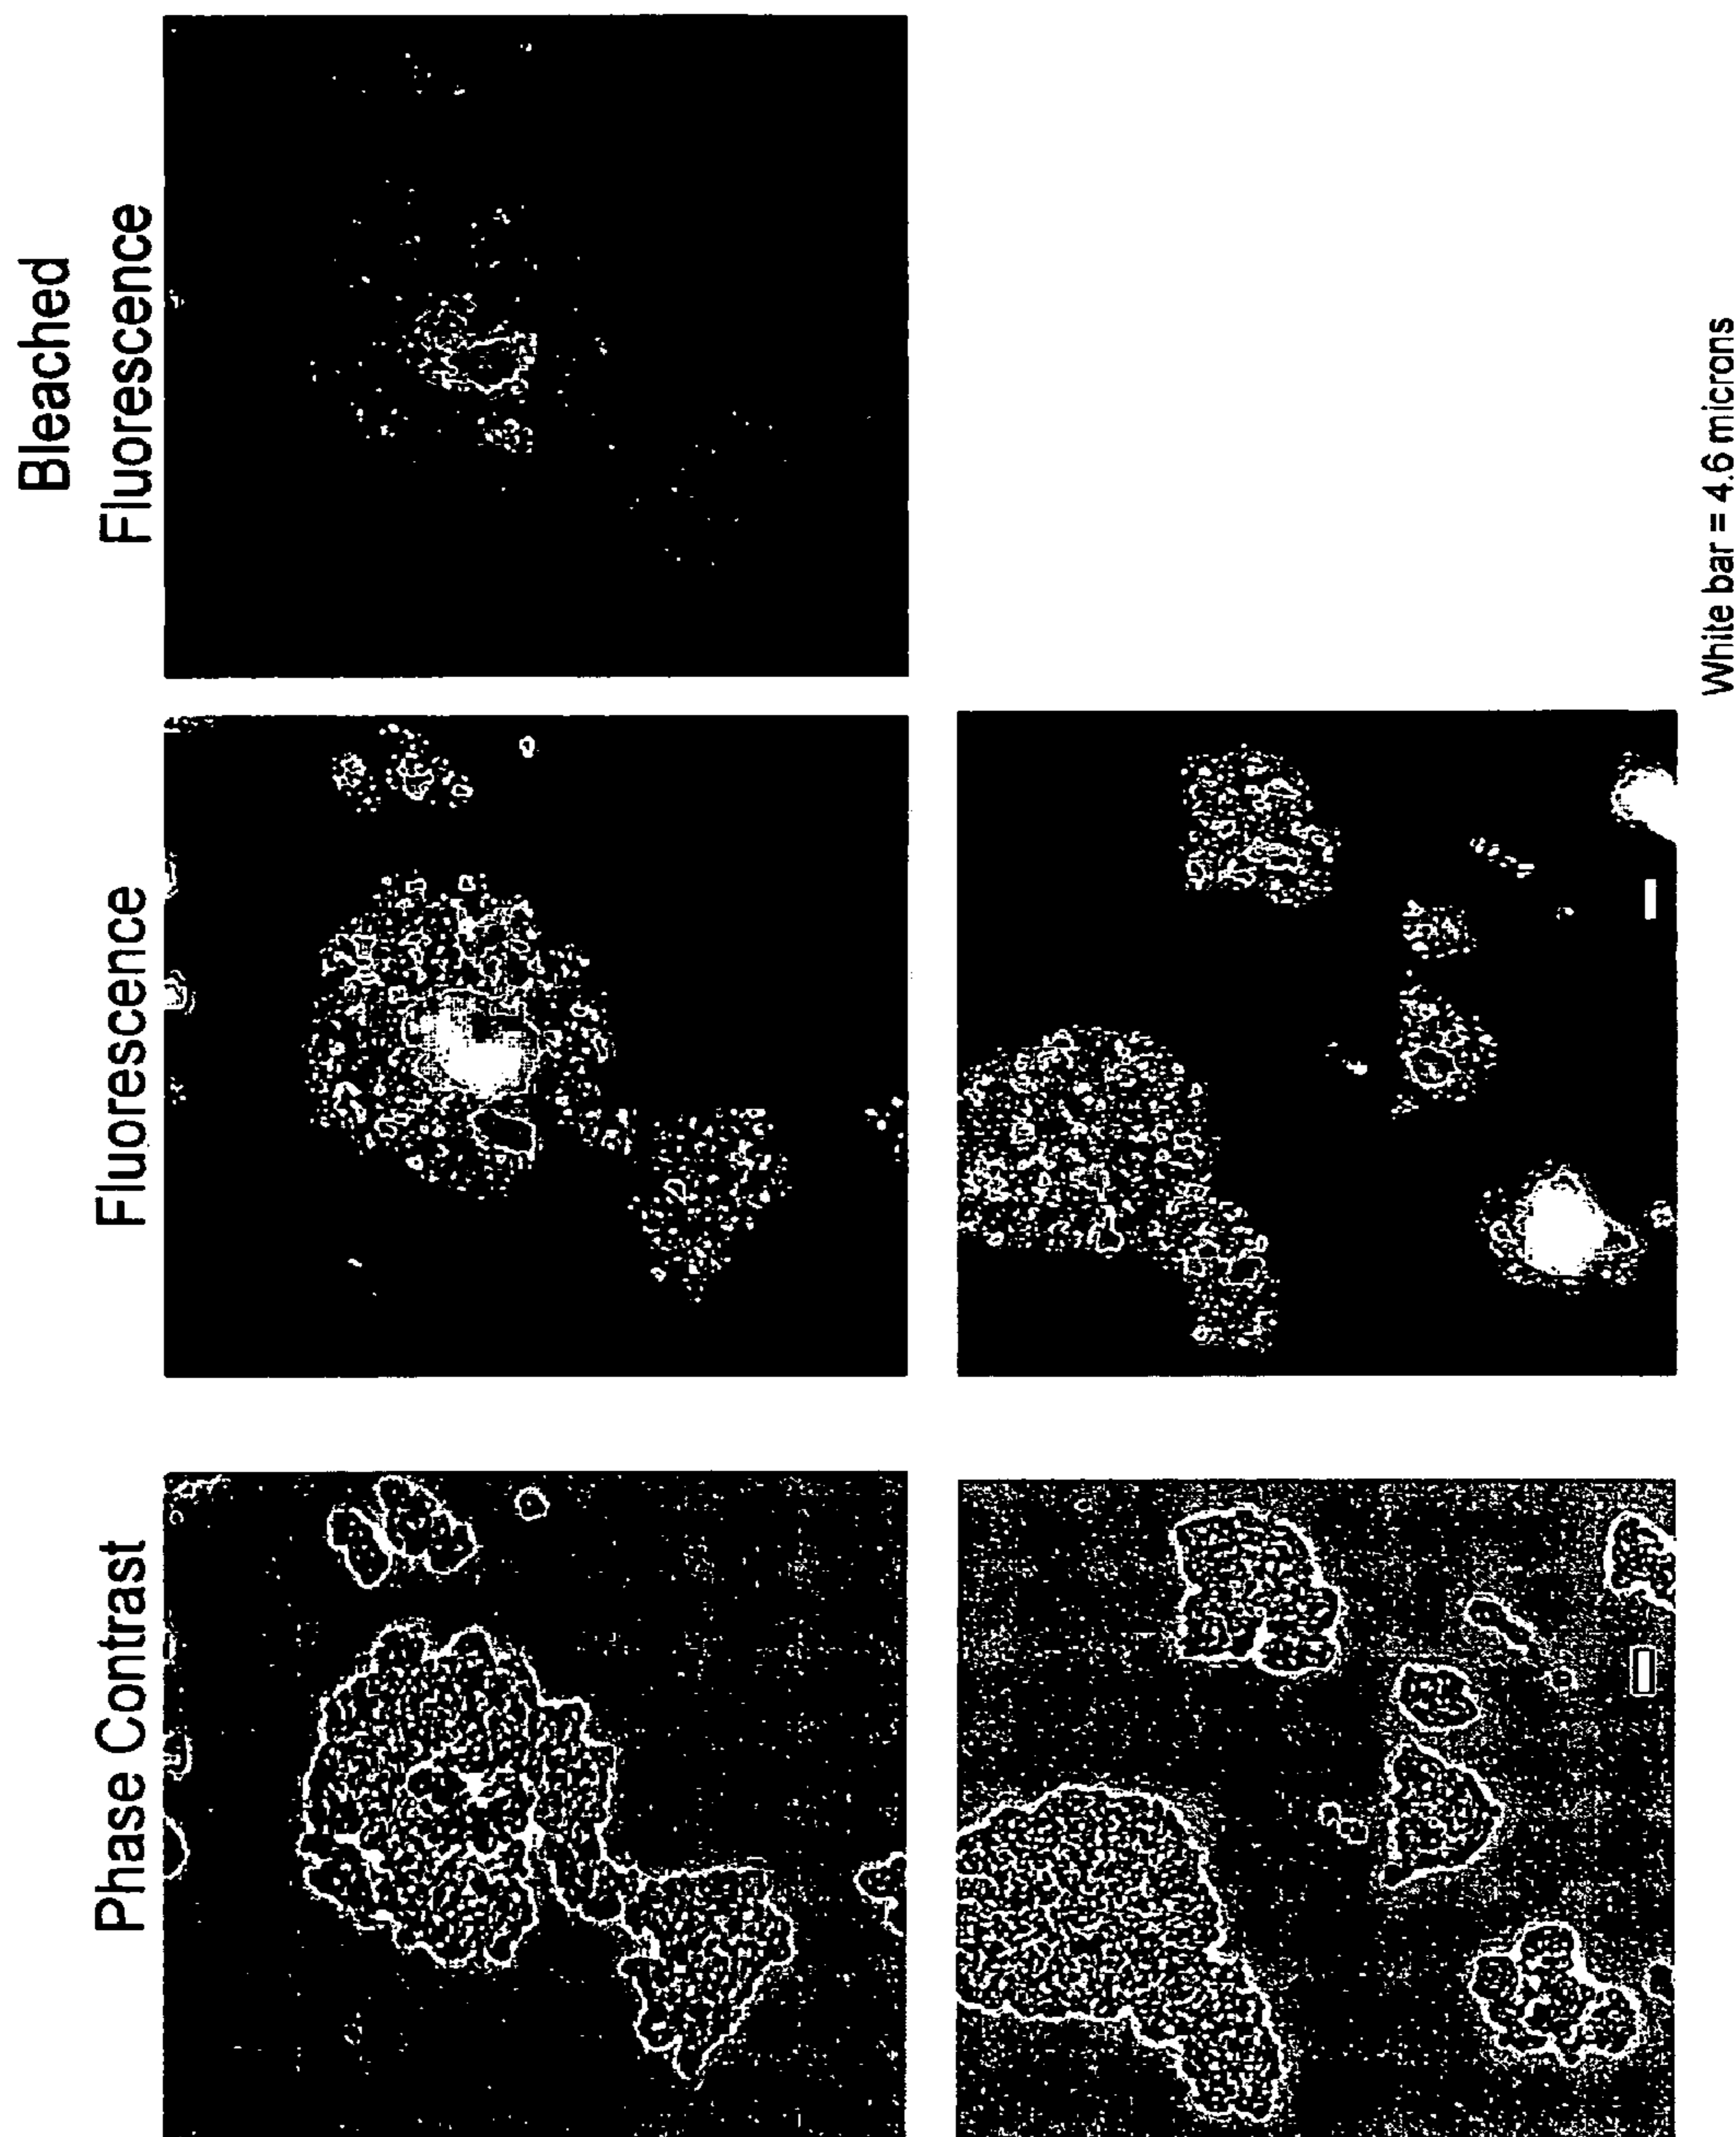 Phase Contrast
Fluorescence
Bleached
Fluorescence
White bar = 4.6 microns